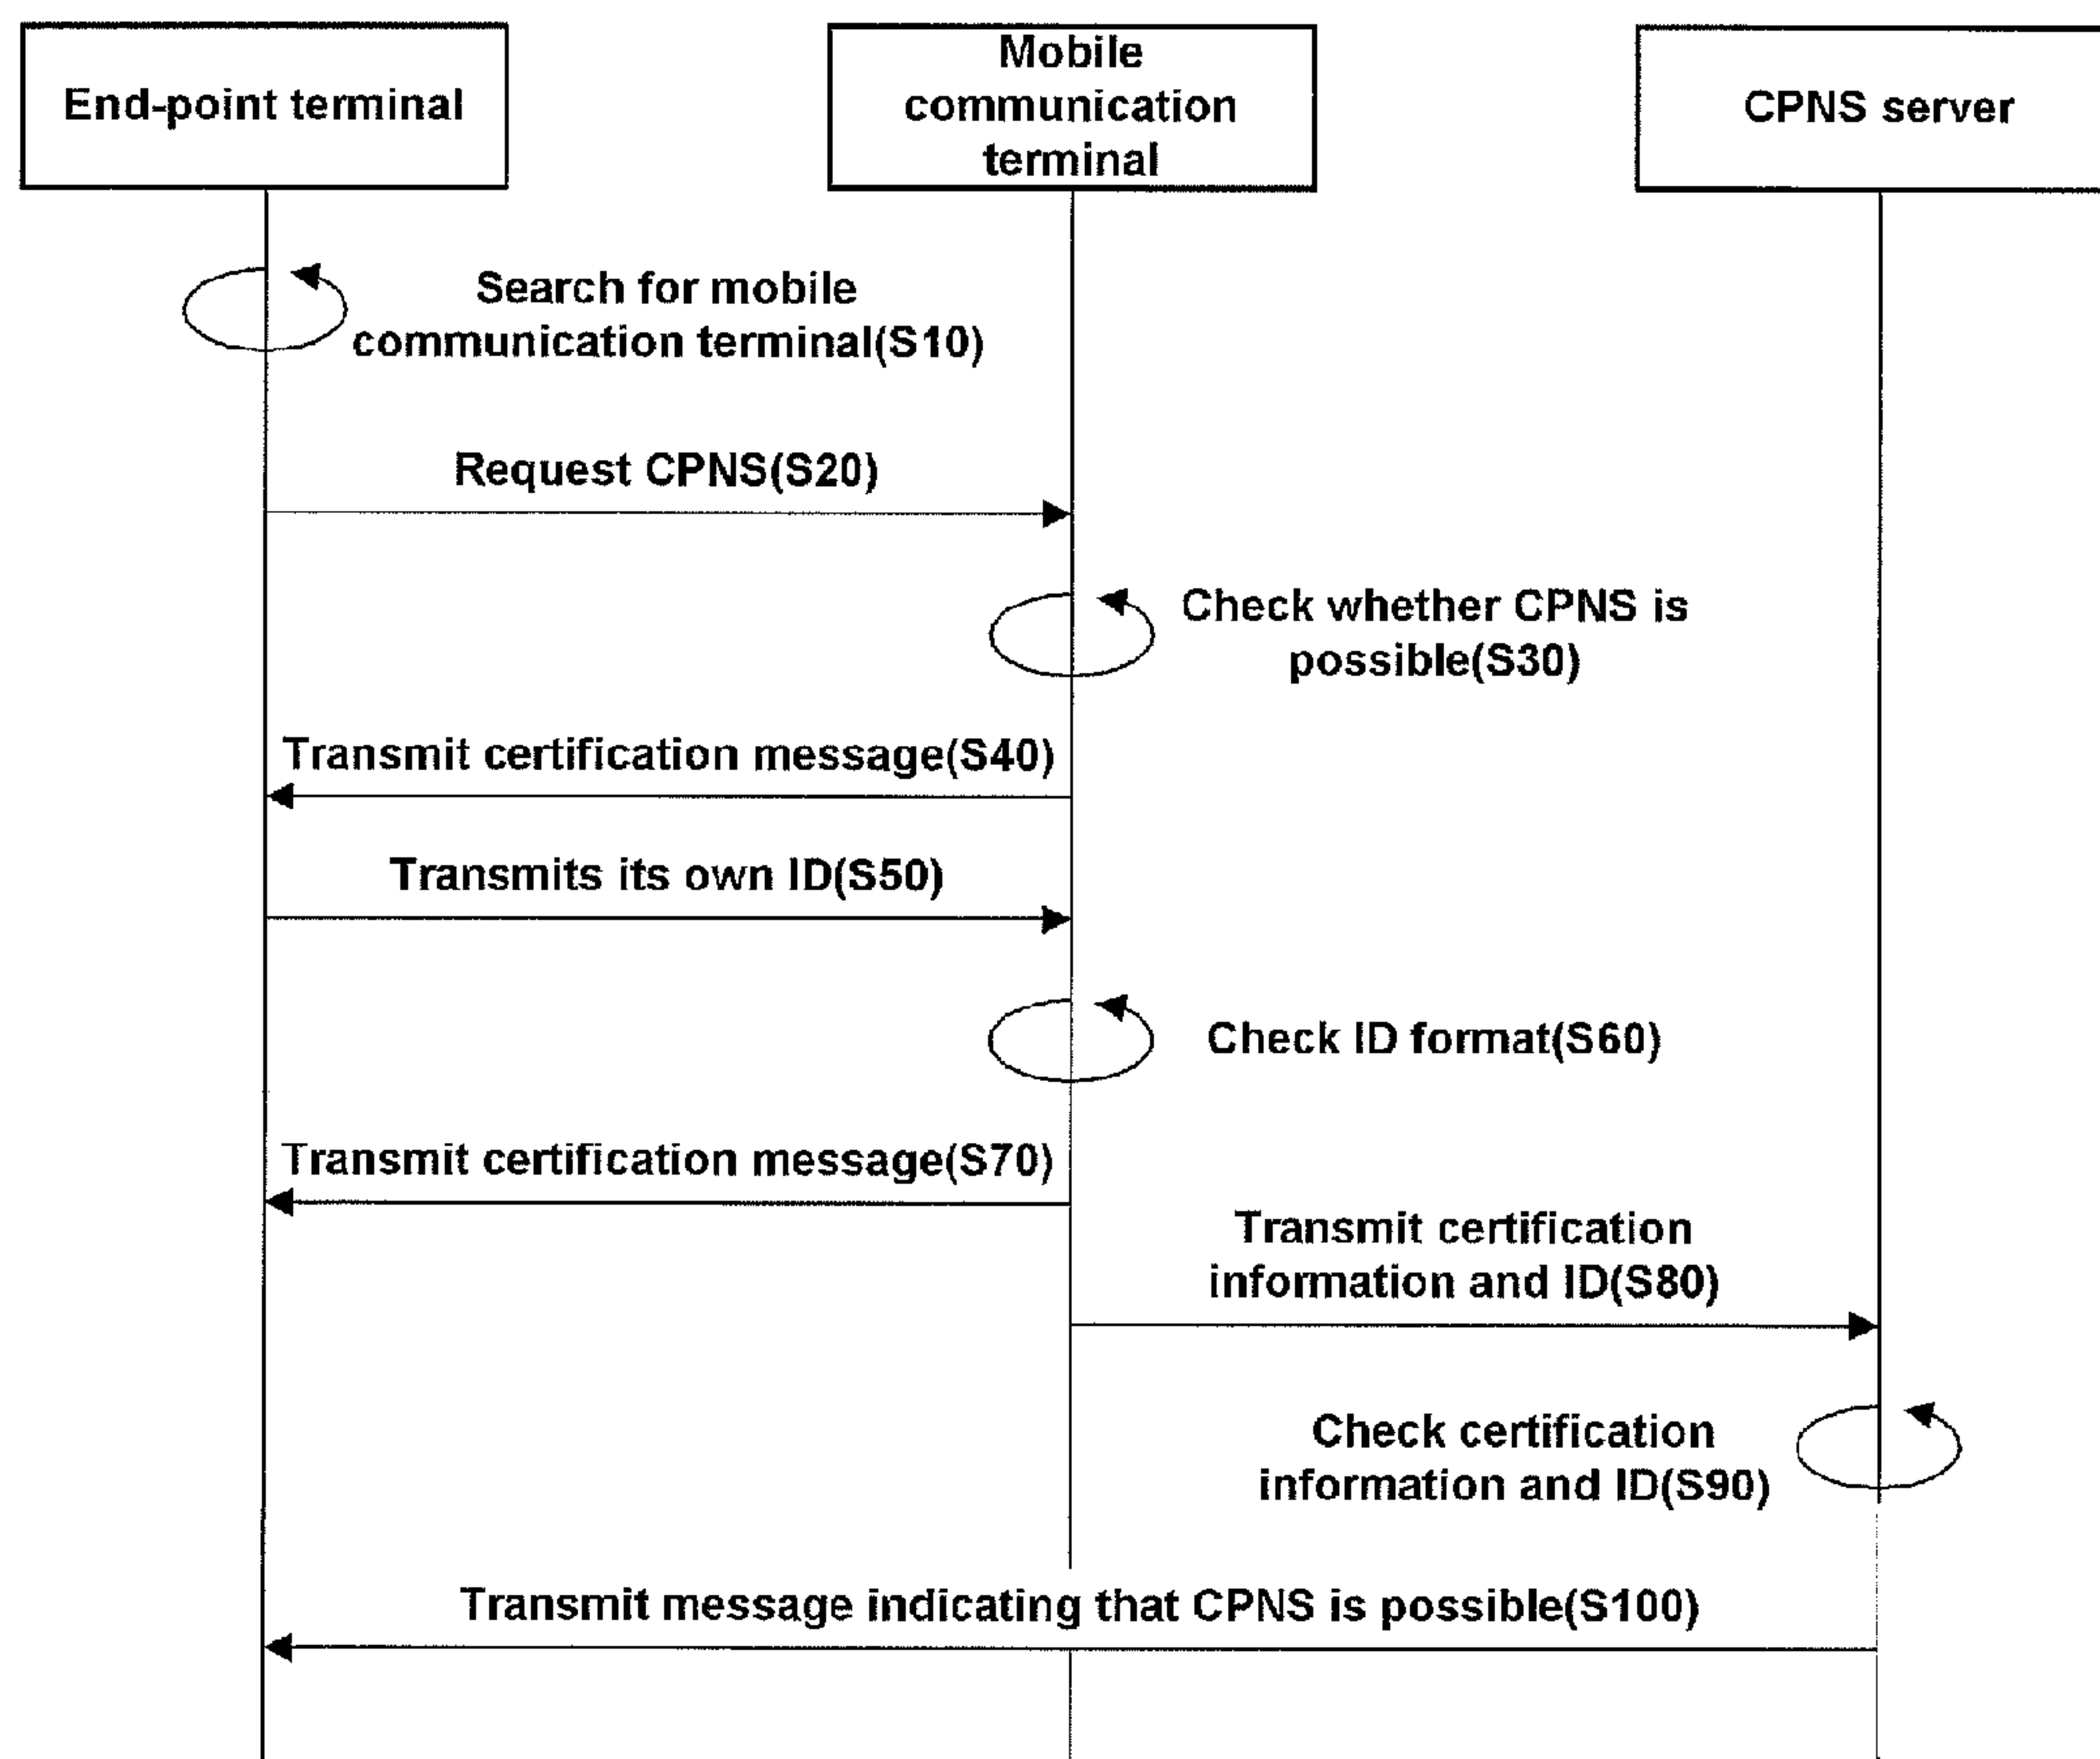 End-point terminal
Mobile
communication
terminal
CPNS server
Search for mobile
communication terminal(S10)
Request CPNS(S20)
Check whether CPNS is
possible(S30)
Transmit certification message(S40)
Transmits its own ID(S50)
Check ID format(S60)
Transmit certification message(S70)
Transmit certification
information and ID(S80)
Check certification
information and ID(S90)
Transmit message indicating that CPNS is possible(S100)